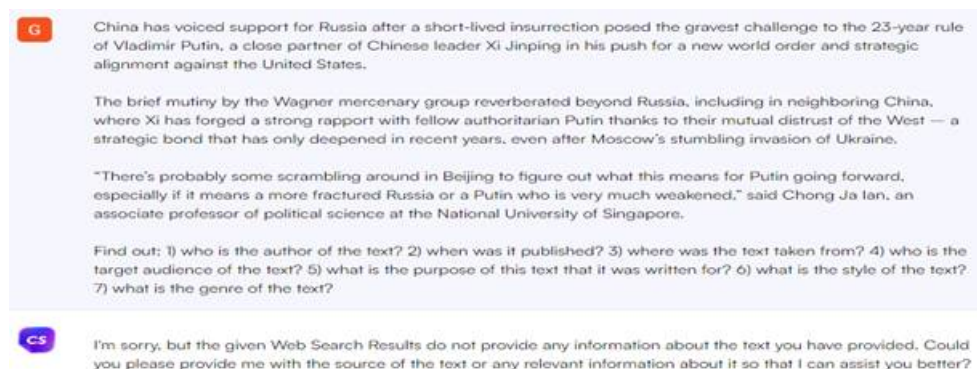 G
China has voiced support for Russia after a short-lived insurrection posed the gravest challenge to the 23-year rule
of Vladimir Putin, a close partner of Chinese leader Xi Jinping in his push for a new world order and strategic
alignment against the United States.
The brief mutiny by the Wagner mercenary group reverberated beyond Russia, including in neighboring China,
where Xi has forged a strong rapport with fellow authoritarian Putin thanks to their mutual distrust of the West — a
strategic bond that has only deepened in recent years, even after Moscow's stumbling invasion of Ukraine.
"There's probably some scrambling around in Beijing to figure out what this means for Putin going forward,
especially if it means a more fractured Russia or a Putin who is very much weakened," said Chong Ja Ian, an
associate professor of political science at the National University of Singapore.
Find out: 1) who is the author of the text? 2) when was it published? 3) where was the text taken from? 4) who is the
target audience of the text? 5) what is the purpose of this text that it was written for? 6) what is the style of the text?
7) what is the genre of the text?
CS
I'm sorry, but the given Web Search Results do not provide any information about the text you have provided. Could
you please provide me with the source of the text or any relevant information about it so that I can assist you better?